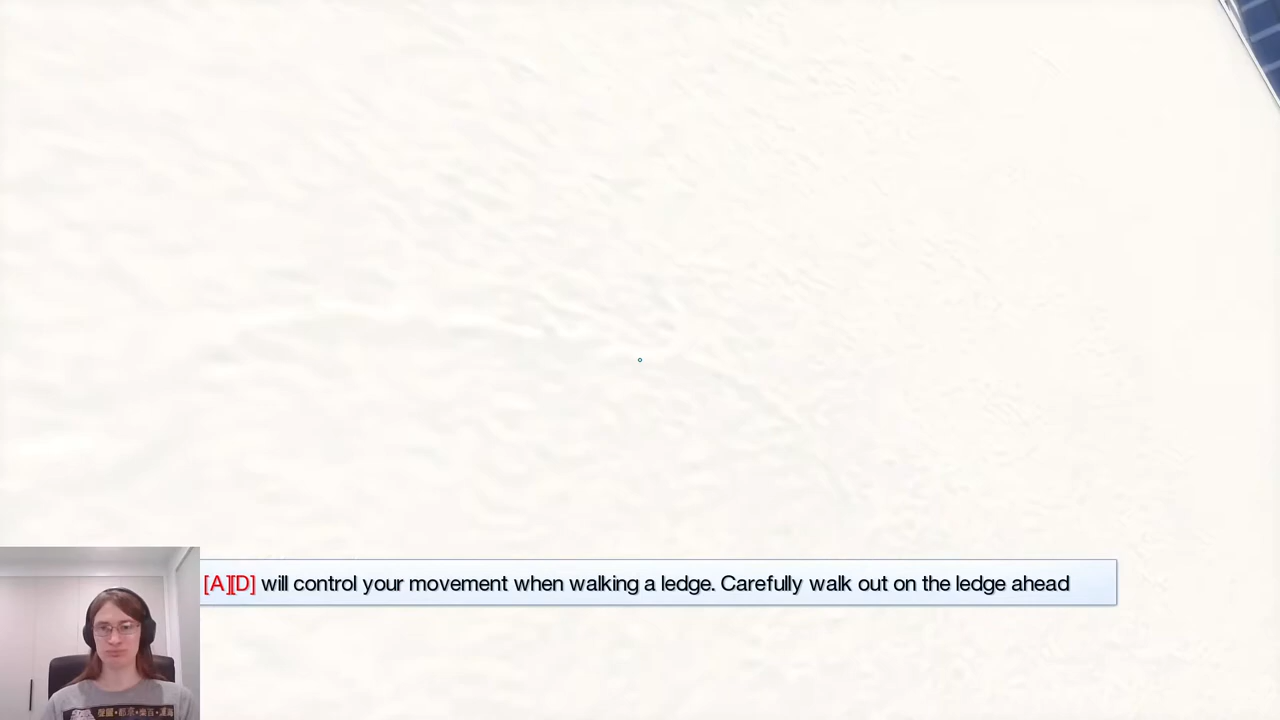 [A][D] will control your movement when walking a ledge. Carefully walk out on the ledge ahead